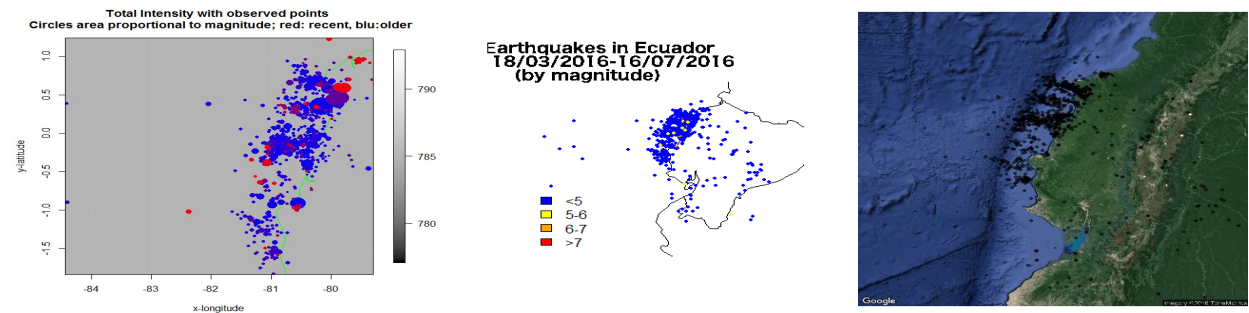 Total Intensity with observed points
Circles area proportional to magnitude; red: recent, blu:older
1.0
0.5
0.0
-0.5
-1.0
-1.5
y-latitude
-84
-83
-82
-81
-80
x-longitude
790
785
780
Earthquakes in Ecuador
18/03/2016-16/07/2016
(by magnitude)
<5
5-6
6-7
>7
Google